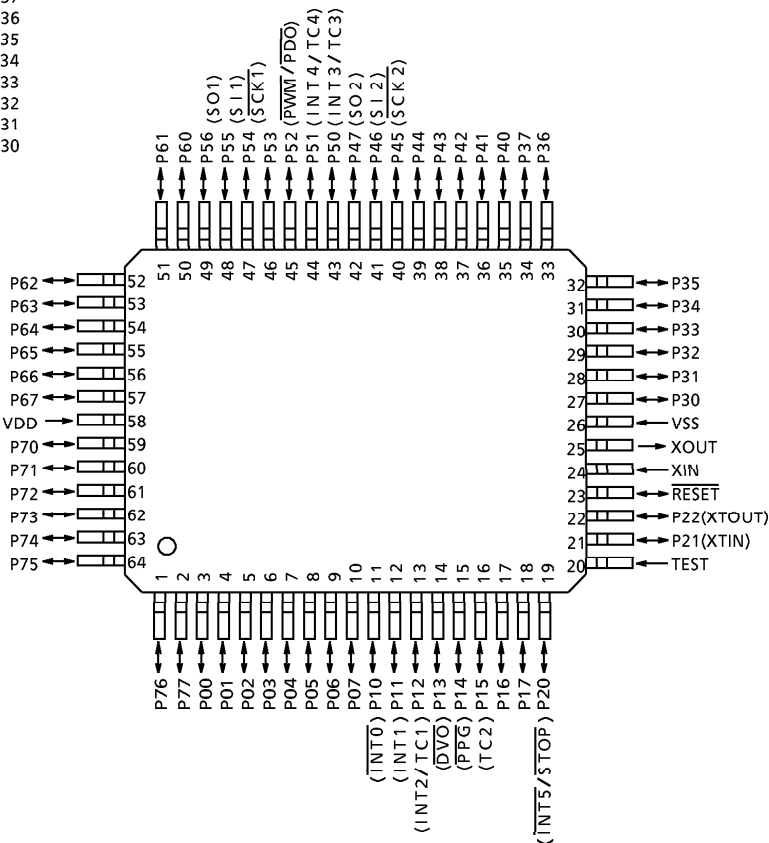 36
35
34
33
32
31
30
P61
P60
P56 (SO1)
P55 (SI1)
P54 (SCK1)
P53
P52 (PWM/PDO)
P51 (INT4/TC4)
P50 (INT3/TC3)
P47 (SO2)
P46 (SI2)
P45 (SCK2)
P44
P43
P42
P41
P40
P37
P36
51
50
49
48
47
46
45
44
43
42
41
40
39
38
37
36
35
34
33
P62 52
P63 53
P64 54
P65 55
P66 56
P67 57
VDD 58
P70 59
P71 60
P72 61
P73 62
P74 63
P75 64
32 P35
31 P34
30 P33
29 P32
28 P31
27 P30
26 VSS
25 XOUT
24 XIN
23 RESET
22 P22(XTOUT)
21 P21(XTIN)
20 TEST
1
2
3
4
5
6
7
8
9
10
11
12
13
14
15
16
17
18
19
P76
P77
P00
P01
P02
P03
P04
P05
P06
P07
(INT0) P10
(INT1) P11
(INT2/TC1) P12
(DVO) P13
(PPG) P14
(TC2) P15
P16
P17
(INT5/STOP) P20